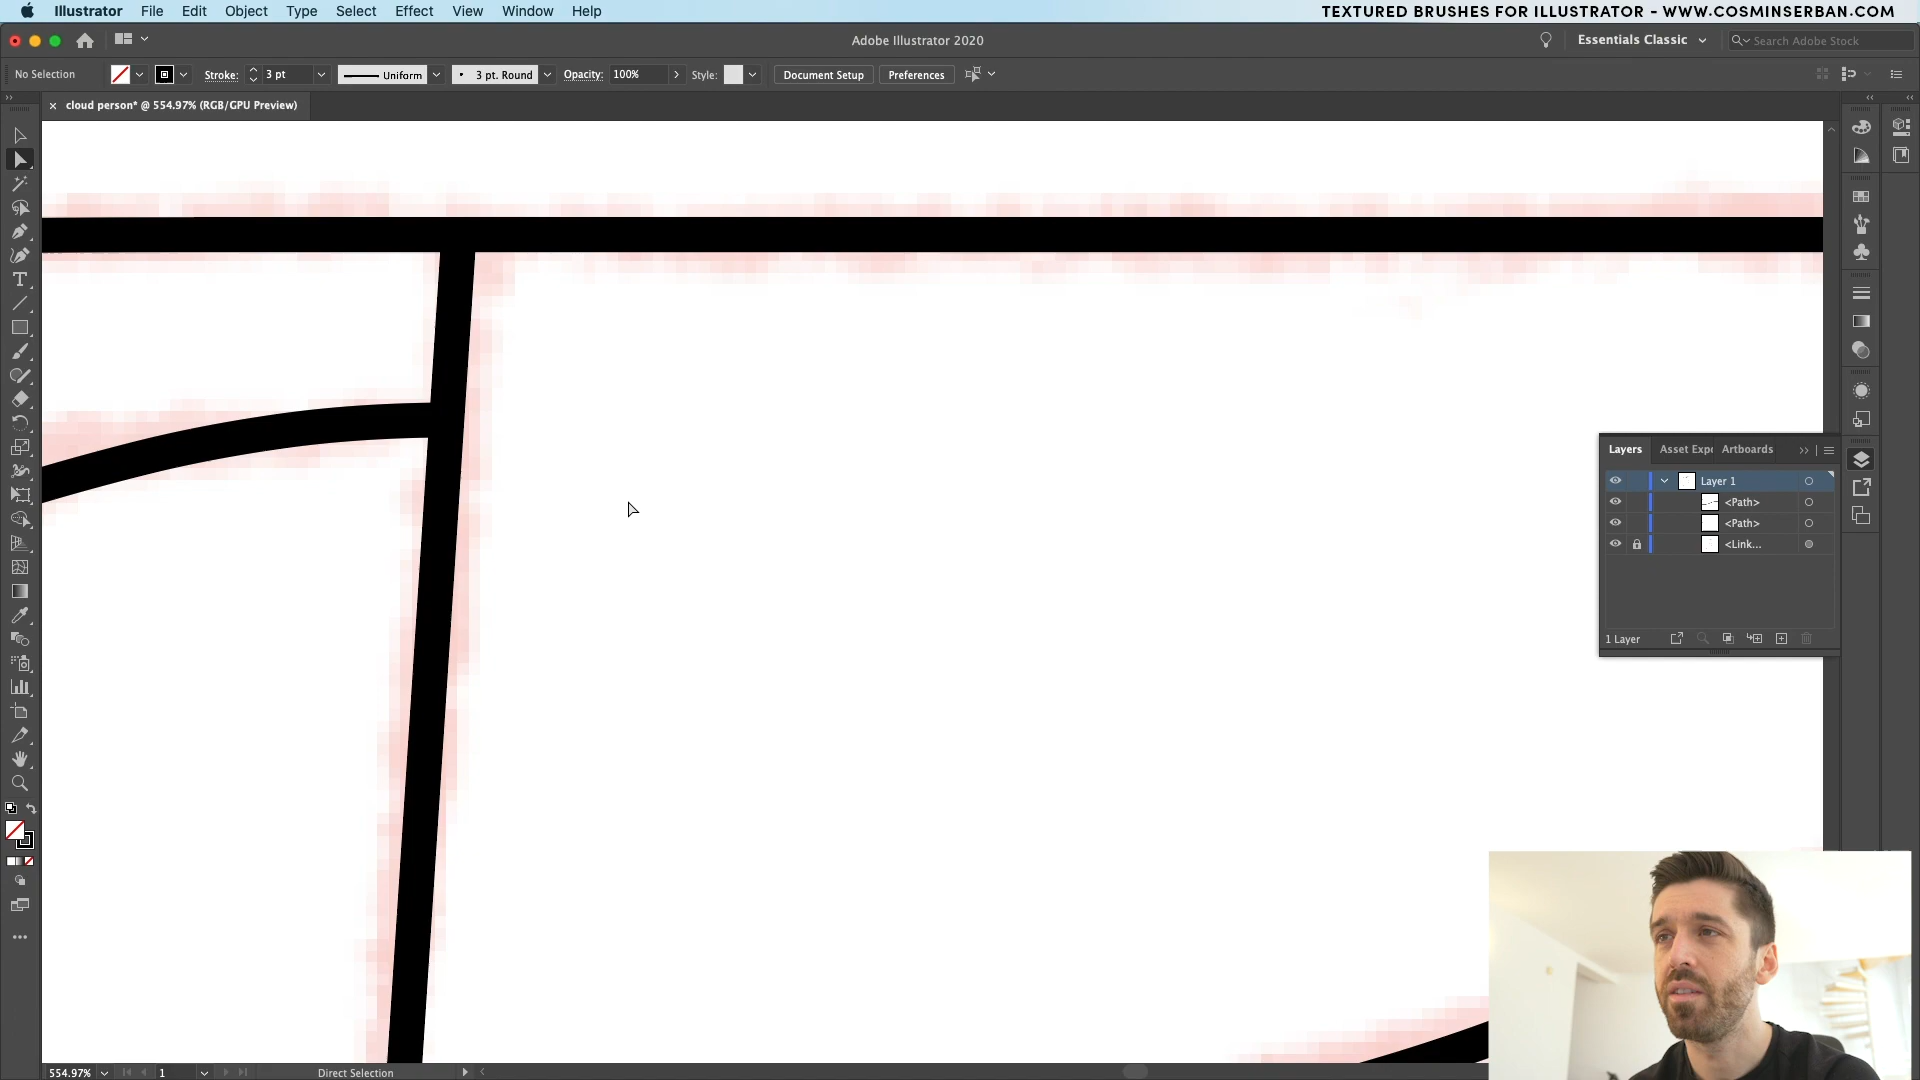 Illustrator File Edit Object Type Select Effect View Window Help
TEXTURED BRUSHES FOR ILLUSTRATOR - WWW.COSMINSERBAN.COM
Adobe Illustrator 2020
Essentials Classic
Search Adobe Stock
No Selection
Stroke: 3 pt
Uniform
3 pt. Round
Opacity: 100%
Style:
Document Setup
Preferences
cloud person* @ 554.97% (RGB/GPU Preview)
Layers Asset Expo Artboards
Layer 1
<Path>
<Path>
<Link...
1 Layer
554.97% 1 Direct Selection